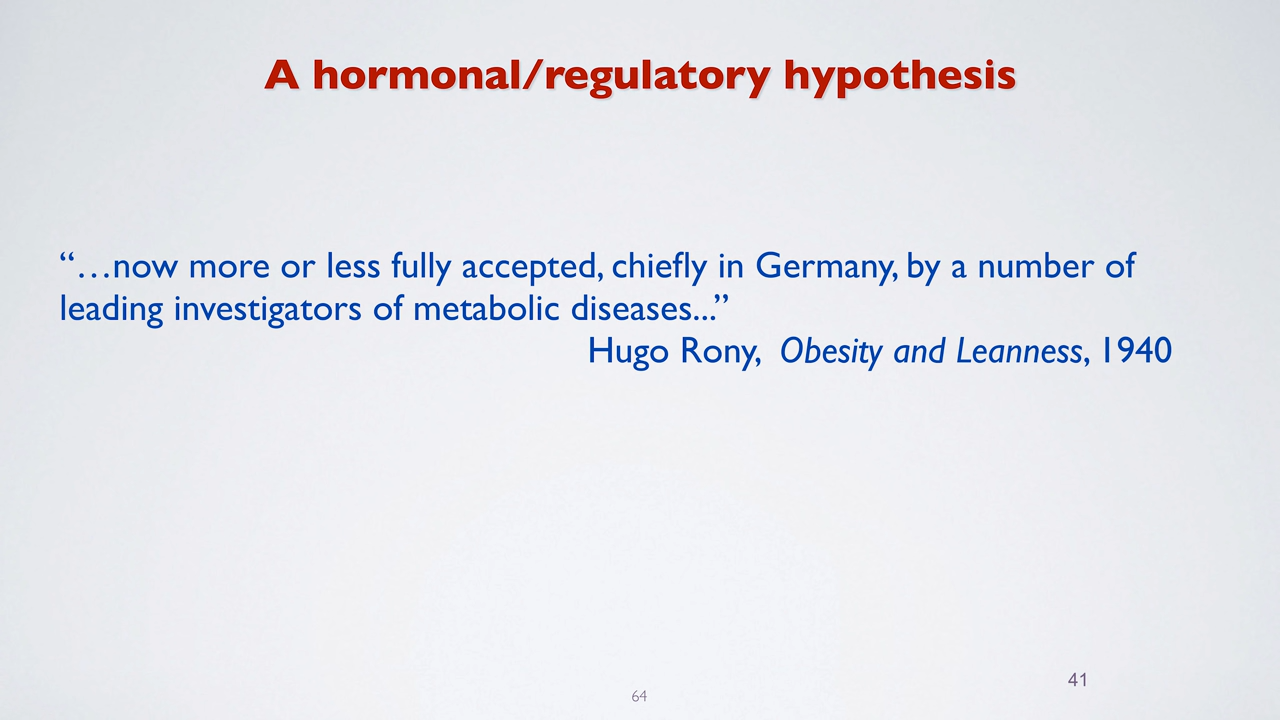 A hormonal/regulatory hypothesis
“…now more or less fully accepted, chiefly in Germany, by a number of
leading investigators of metabolic diseases...”
Hugo Rony, Obesity and Leanness, 1940
41
64